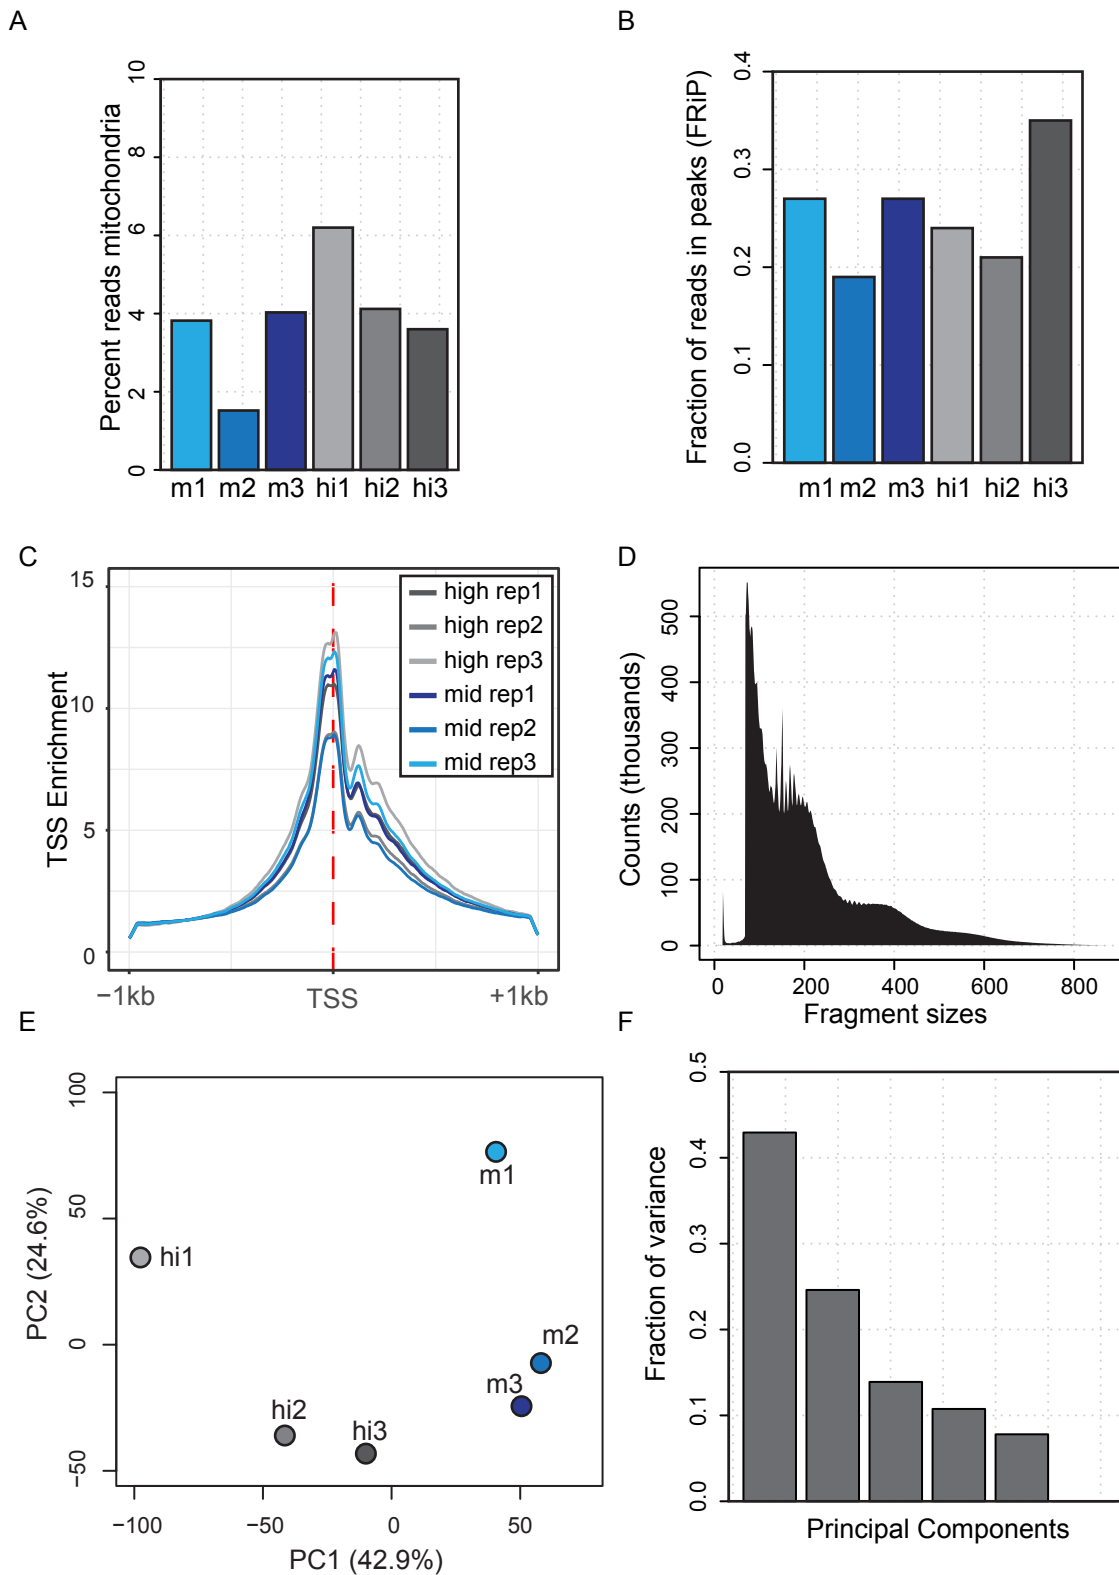 A
Percent reads mitochondria
0 2 4 6 8 10
m1 m2 m3 hi1 hi2 hi3
B
Fraction of reads in peaks (FRiP)
0.0 0.1 0.2 0.3 0.4
m1 m2 m3 hi1 hi2 hi3
C
TSS Enrichment
15
10
5
0
high rep1
high rep2
high rep3
mid rep1
mid rep2
mid rep3
−1kb TSS +1kb
D
Counts (thousands)
0 100 200 300 400 500
0 200 400 600 800
Fragment sizes
E
PC2 (24.6%)
−50 0 50 100
m1
hi1
m2
m3
hi2
hi3
−100 −50 0 50
PC1 (42.9%)
F
Fraction of variance
0.0 0.1 0.2 0.3 0.4 0.5
Principal Components